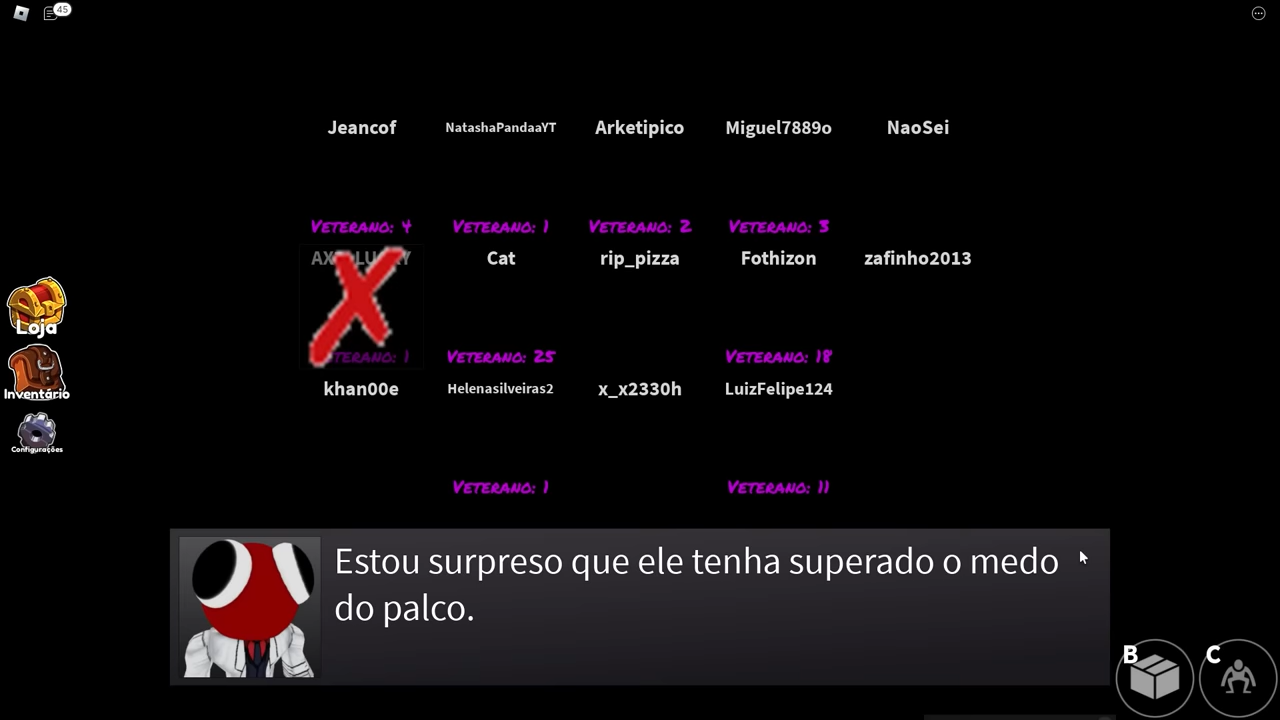 45
Jeancof NatashaPandaaYT Arketipico Miguel7889o NaoSei
Veterano: 4 Veterano: 1 Veterano: 2 Veterano: 3
Cat rip_pizza Fothizon zafinho2013
Loja
Veterano: 25 Veterano: 18
Inventário
khan00e Helenasilveiras2 x_x2330h LuizFelipe124
Configurações
Veterano: 1 Veterano: 11
Estou surpreso que ele tenha superado o medo
do palco.
B C